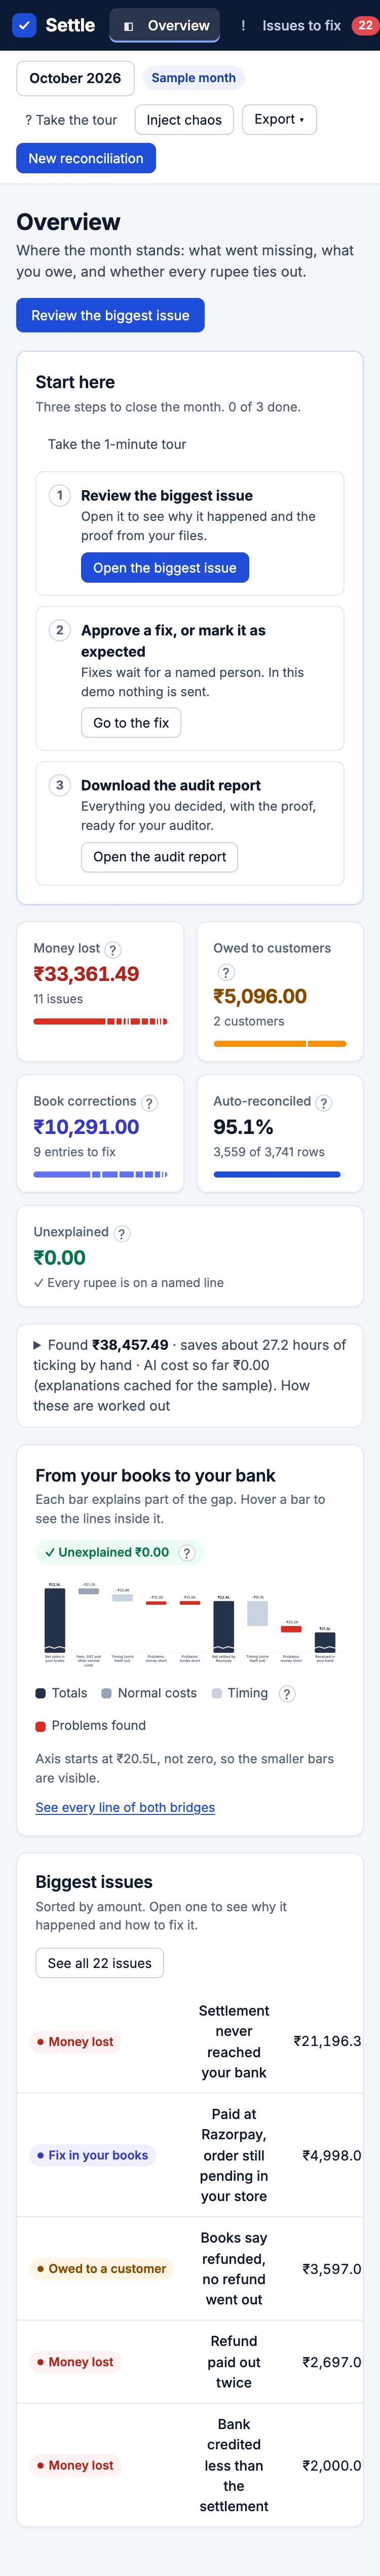 Settle
Overview
! Issues to fix 22
October 2026
Sample month
? Take the tour
Inject chaos
Export ▾
New reconciliation
Overview
Where the month stands: what went missing, what
you owe, and whether every rupee ties out.
Review the biggest issue
Start here
Three steps to close the month. 0 of 3 done.
Take the 1-minute tour
1 Review the biggest issue
Open it to see why it happened and the
proof from your files.
Open the biggest issue
2 Approve a fix, or mark it as
expected
Fixes wait for a named person. In this
demo nothing is sent.
Go to the fix
3 Download the audit report
Everything you decided, with the proof,
ready for your auditor.
Open the audit report
Money lost ?
₹33,361.49
11 issues
Owed to customers
?
₹5,096.00
2 customers
Book corrections ?
₹10,291.00
9 entries to fix
Auto-reconciled ?
95.1%
3,559 of 3,741 rows
Unexplained ?
₹0.00
✓ Every rupee is on a named line
▶ Found ₹38,457.49 · saves about 27.2 hours of
ticking by hand · AI cost so far ₹0.00
(explanations cached for the sample). How
these are worked out
From your books to your bank
Each bar explains part of the gap. Hover a bar to
see the lines inside it.
✓ Unexplained ₹0.00 ?
Totals
Normal costs
Timing ?
Problems found
Axis starts at ₹20.5L, not zero, so the smaller bars
are visible.
See every line of both bridges
Biggest issues
Sorted by amount. Open one to see why it
happened and how to fix it.
See all 22 issues
Money lost
Settlement
never
reached
your bank
₹21,196.3
Fix in your books
Paid at
Razorpay,
order still
pending in
your store
₹4,998.0
Owed to a customer
Books say
refunded,
no refund
went out
₹3,597.0
Money lost
Refund
paid out
twice
₹2,697.0
Money lost
Bank
credited
less than
the
settlement
₹2,000.0